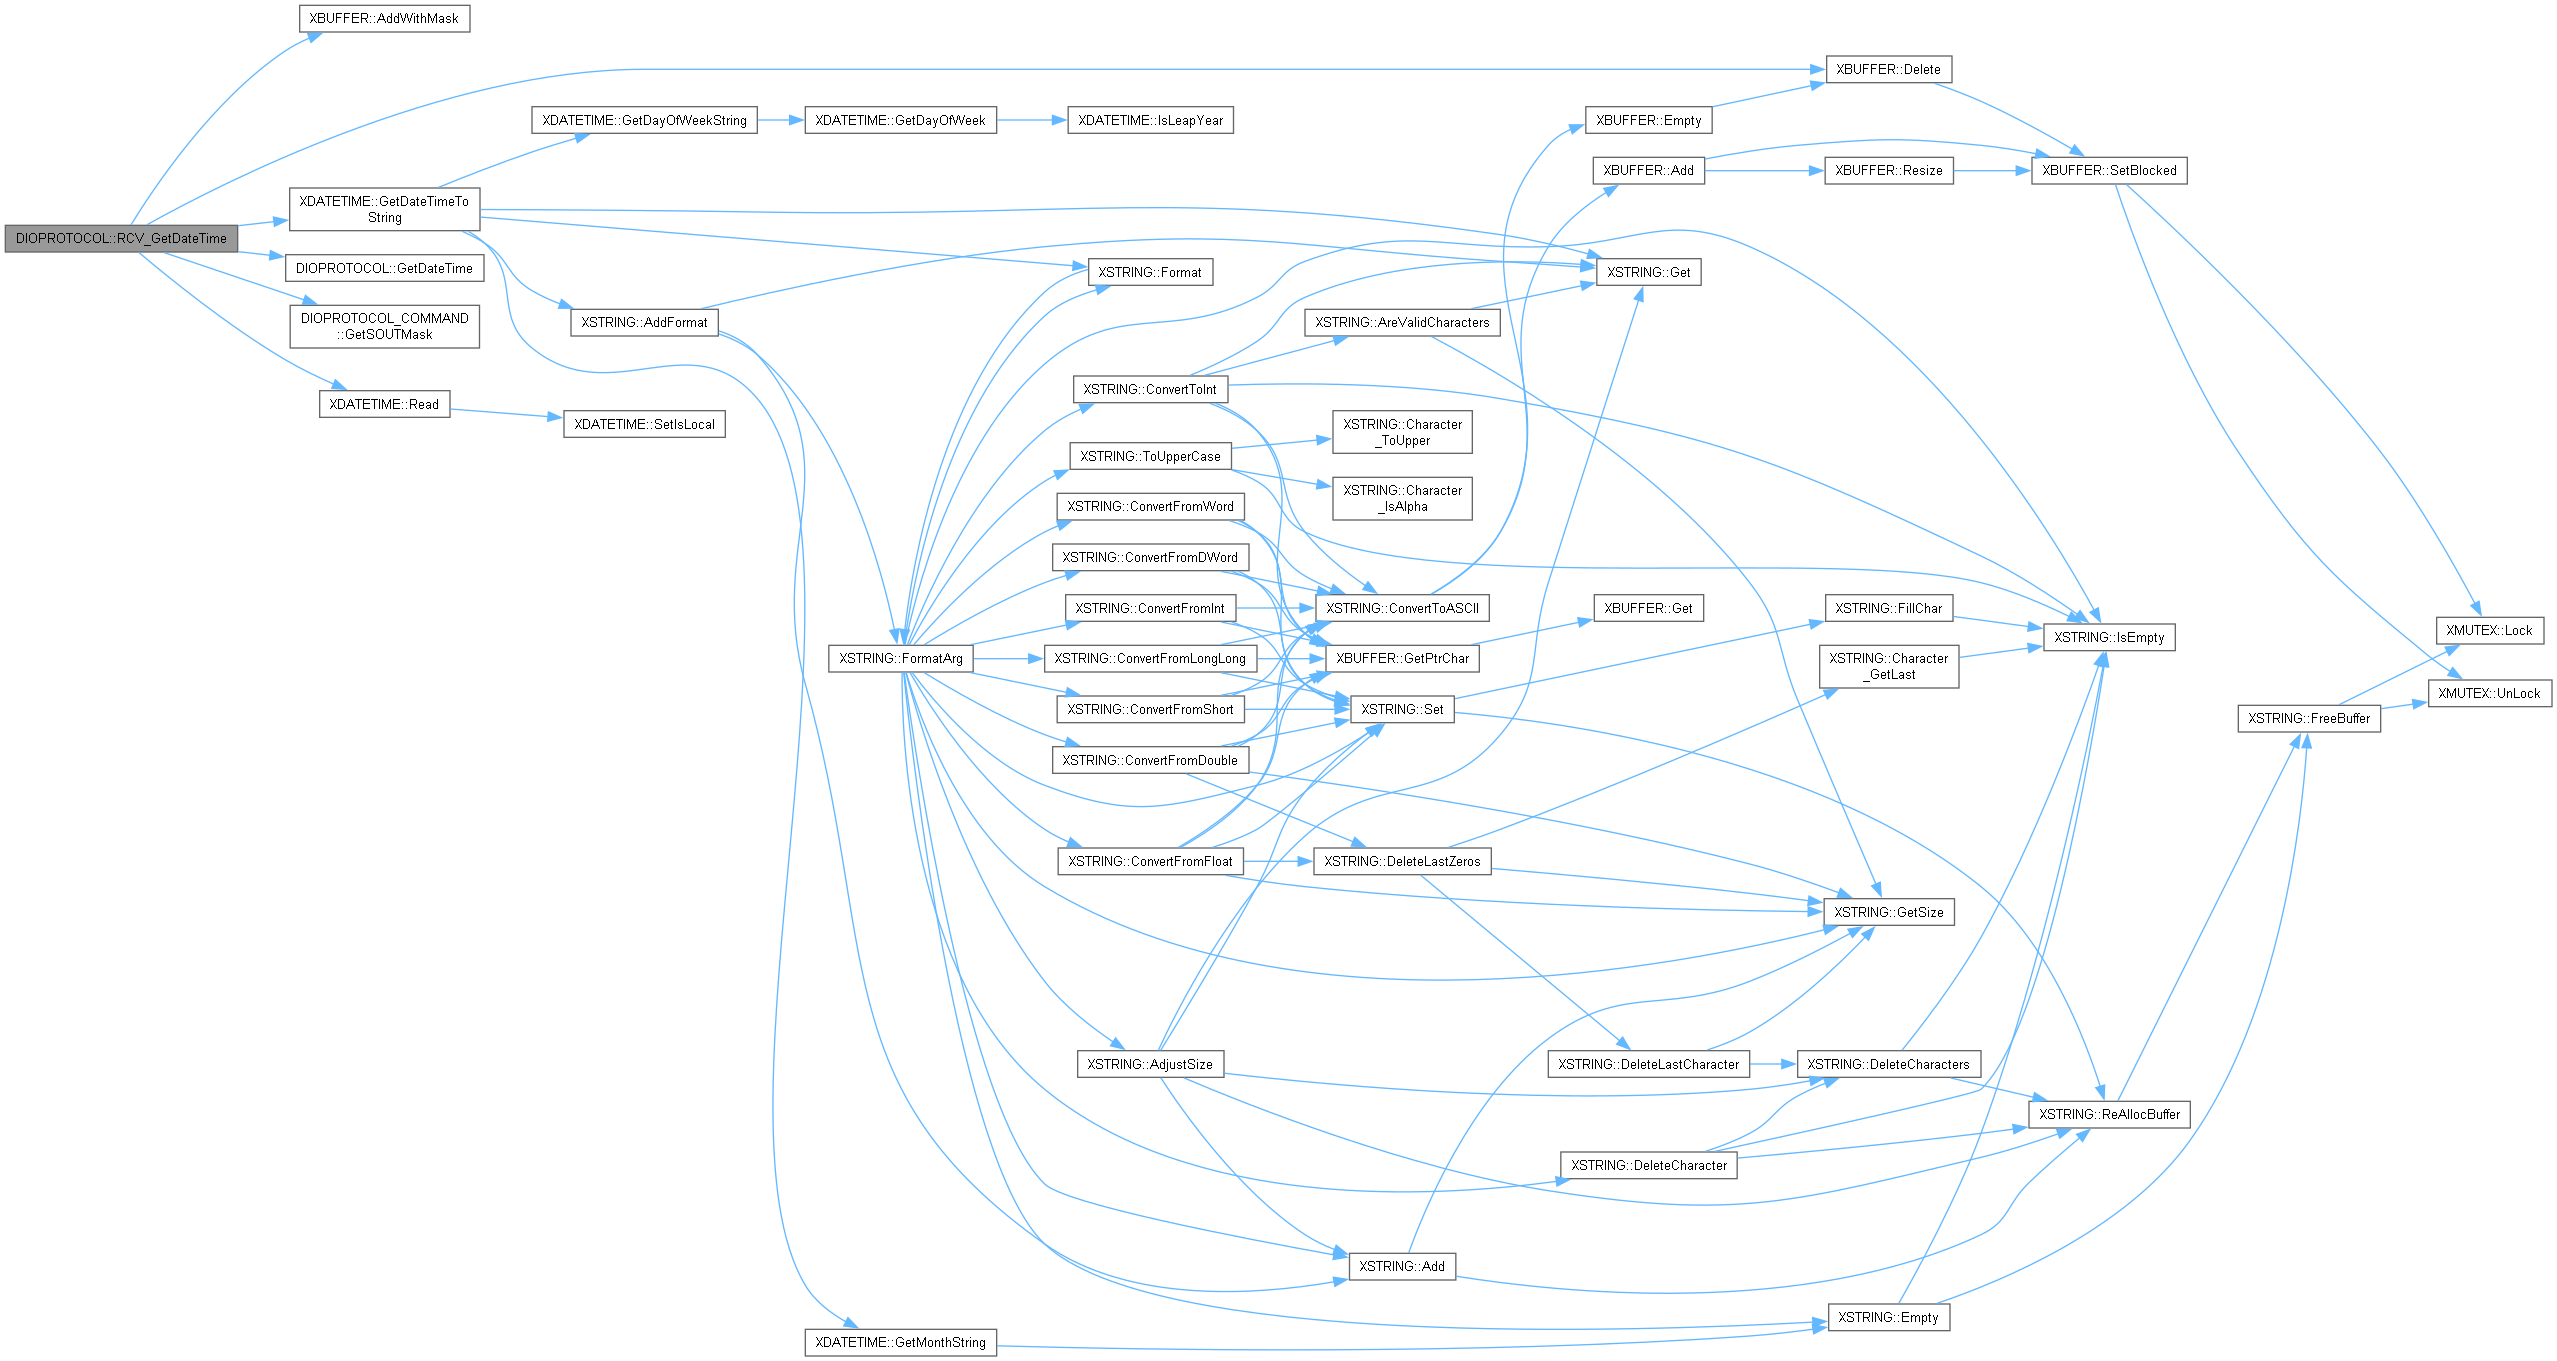 XBUFFER::AddWithMask
XBUFFER::Delete
XDATETIME::GetDayOfWeekString
XDATETIME::GetDayOfWeek
XDATETIME::IsLeapYear
XBUFFER::Empty
XBUFFER::Add
XBUFFER::Resize
XBUFFER::SetBlocked
XDATETIME::GetDateTimeTo
String
DIOPROTOCOL::RCV_GetDateTime
DIOPROTOCOL::GetDateTime
XSTRING::Format
XSTRING::Get
DIOPROTOCOL_COMMAND
::GetSOUTMask
XSTRING::AddFormat
XSTRING::AreValidCharacters
XSTRING::ConvertToInt
XDATETIME::Read
XDATETIME::SetIsLocal
XSTRING::Character
_ToUpper
XSTRING::ToUpperCase
XSTRING::Character
_IsAlpha
XSTRING::ConvertFromWord
XSTRING::ConvertFromDWord
XSTRING::ConvertFromInt
XSTRING::ConvertToASCII
XBUFFER::Get
XSTRING::FillChar
XSTRING::IsEmpty
XMUTEX::Lock
XSTRING::FormatArg
XSTRING::ConvertFromLongLong
XBUFFER::GetPtrChar
XSTRING::Character
_GetLast
XMUTEX::UnLock
XSTRING::ConvertFromShort
XSTRING::Set
XSTRING::FreeBuffer
XSTRING::ConvertFromDouble
XSTRING::ConvertFromFloat
XSTRING::DeleteLastZeros
XSTRING::GetSize
XSTRING::AdjustSize
XSTRING::DeleteLastCharacter
XSTRING::DeleteCharacters
XSTRING::ReAllocBuffer
XSTRING::DeleteCharacter
XSTRING::Add
XSTRING::Empty
XDATETIME::GetMonthString